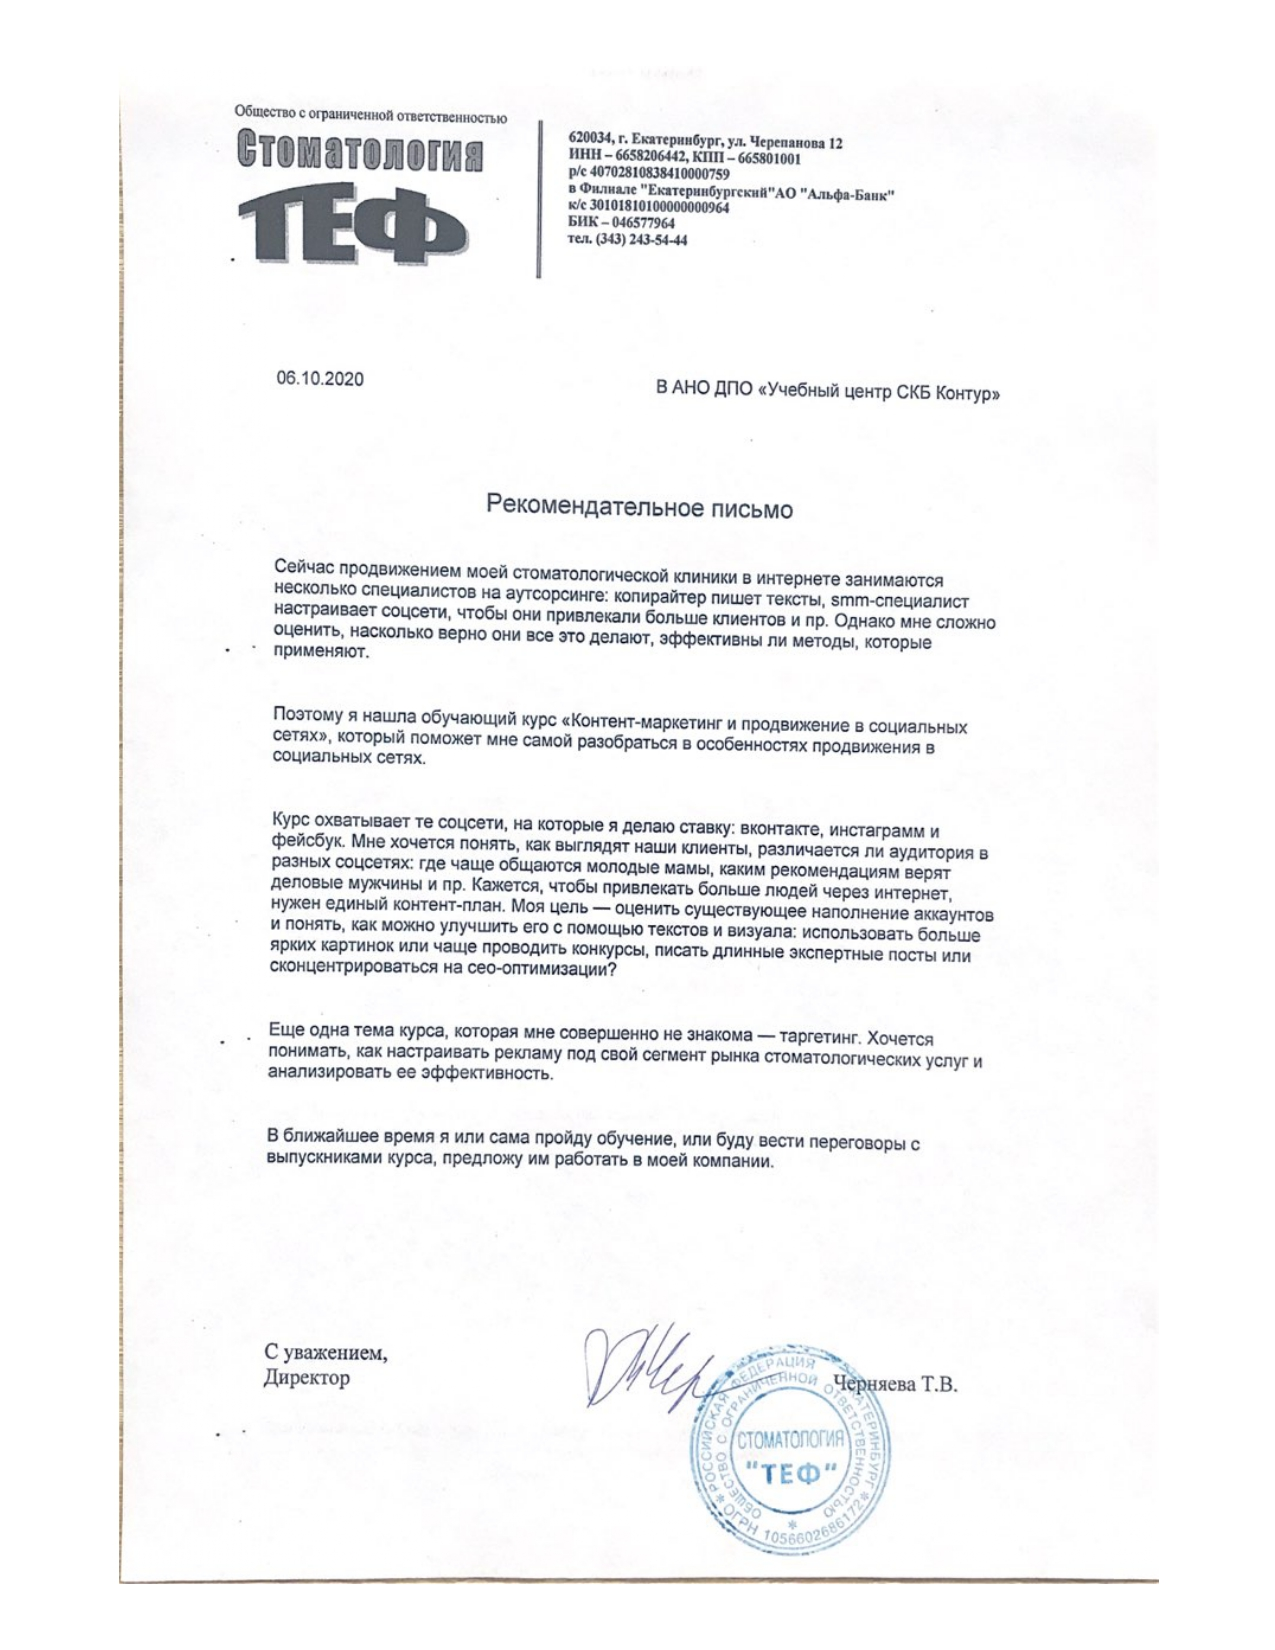 Общество с ограниченной ответственностью
Стоматология
ТЕФ
620034, г. Екатеринбург, ул. Черепанова 12
ИНН – 6658206442, КПП – 665801001
р/с 40702810838410000759
в Филиале "Екатеринбургский"АО "Альфа-Банк"
к/с 30101810100000000964
БИК – 046577964
тел. (343) 243-54-44
06.10.2020
В АНО ДПО «Учебный центр СКБ Контур»
Рекомендательное письмо
Сейчас продвижением моей стоматологической клиники в интернете занимаются
несколько специалистов на аутсорсинге: копирайтер пишет тексты, smm-специалист
настраивает соцсети, чтобы они привлекали больше клиентов и пр. Однако мне сложно
оценить, насколько верно они все это делают, эффективны ли методы, которые
применяют.
Поэтому я нашла обучающий курс «Контент-маркетинг и продвижение в социальных
сетях», который поможет мне самой разобраться в особенностях продвижения в
социальных сетях.
Курс охватывает те соцсети, на которые я делаю ставку: вконтакте, инстаграмм и
фейсбук. Мне хочется понять, как выглядят наши клиенты, различается ли аудитория в
разных соцсетях: где чаще общаются молодые мамы, каким рекомендациям верят
деловые мужчины и пр. Кажется, чтобы привлекать больше людей через интернет,
нужен единый контент-план. Моя цель — оценить существующее наполнение аккаунтов
и понять, как можно улучшить его с помощью текстов и визуала: использовать больше
ярких картинок или чаще проводить конкурсы, писать длинные экспертные посты или
сконцентрироваться на сео-оптимизации?
Еще одна тема курса, которая мне совершенно не знакома — таргетинг. Хочется
понимать, как настраивать рекламу под свой сегмент рынка стоматологических услуг и
анализировать ее эффективность.
В ближайшее время я или сама пройду обучение, или буду вести переговоры с
выпускниками курса, предложу им работать в моей компании.
С уважением,
Директор
Черняева Т.В.
РОССИЙСКАЯ ФЕДЕРАЦИЯ * Г. ЕКАТЕРИНБУРГ *
ОГРН 1056602686172
ОБЩЕСТВО С ОГРАНИЧЕННОЙ ОТВЕТСТВЕННОСТЬЮ *
СТОМАТОЛОГИЯ
"ТЕФ"